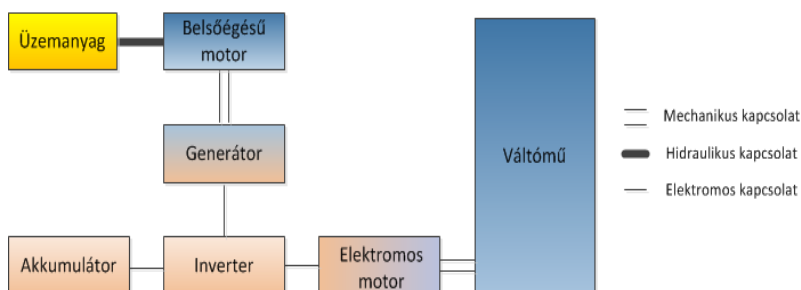 Üzemanyag
Belsőégésű
motor
Generátor
Váltómű
Akkumulátor
Inverter
Elektromos
motor
Mechanikus kapcsolat
Hidraulikus kapcsolat
Elektromos kapcsolat